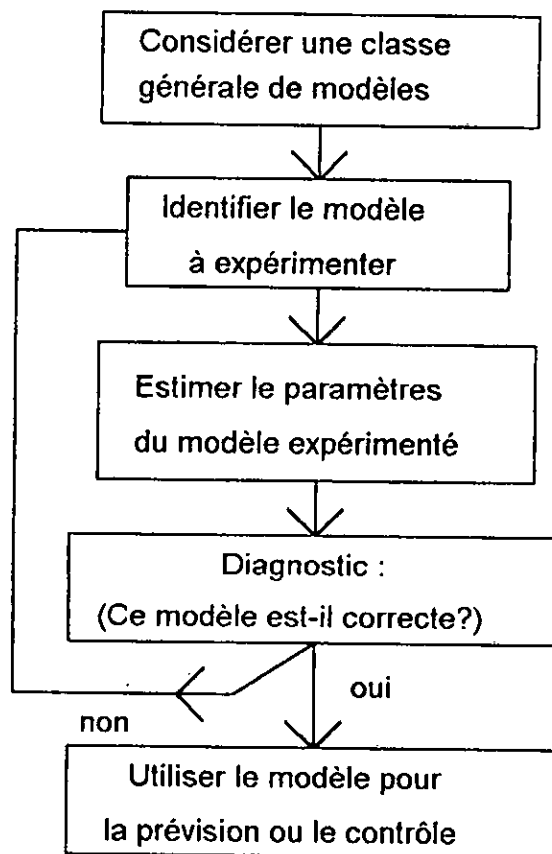 Considérer une classe
générale de modèles
Identifier le modèle
à expérimenter
Estimer le paramètres
du modèle expérimenté
Diagnostic :
(Ce modèle est-il correcte?)
oui
non
Utiliser le modèle pour
la prévision ou le contrôle